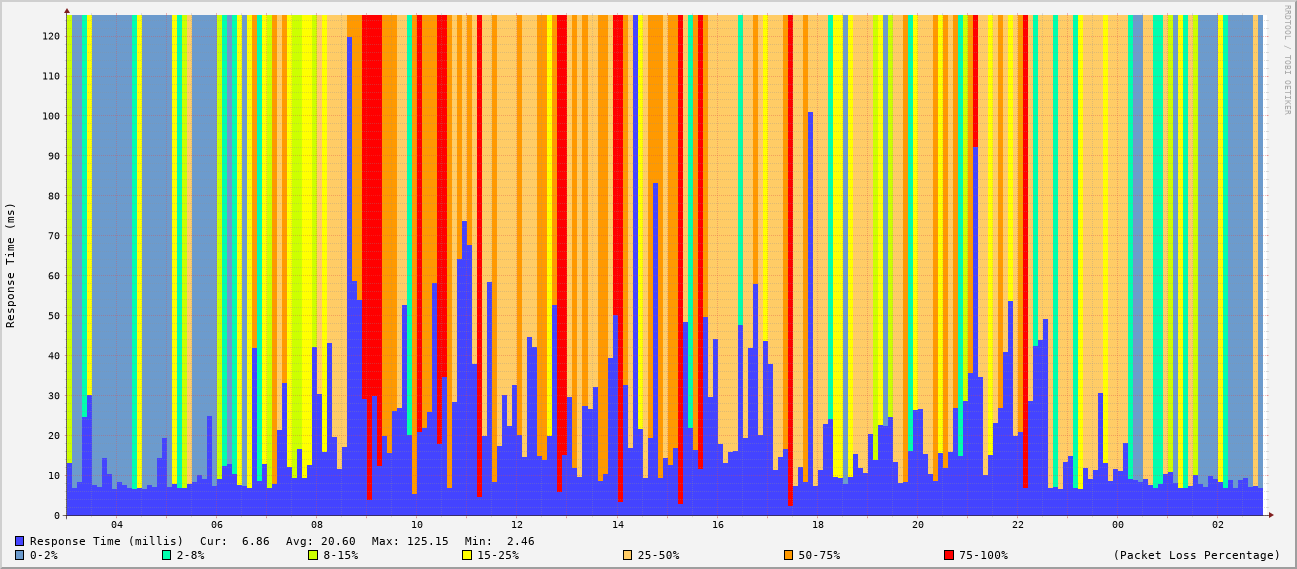 RRDTOOL / TOBI OETIKER
Response Time (ms)
120
110
100
90
80
70
60
50
40
30
20
10
0
04 06 08 10 12 14 16 18 20 22 00 02
Response Time (millis) Cur: 6.86 Avg: 20.60 Max: 125.15 Min: 2.46
0-2% 2-8% 8-15% 15-25% 25-50% 50-75% 75-100% (Packet Loss Percentage)